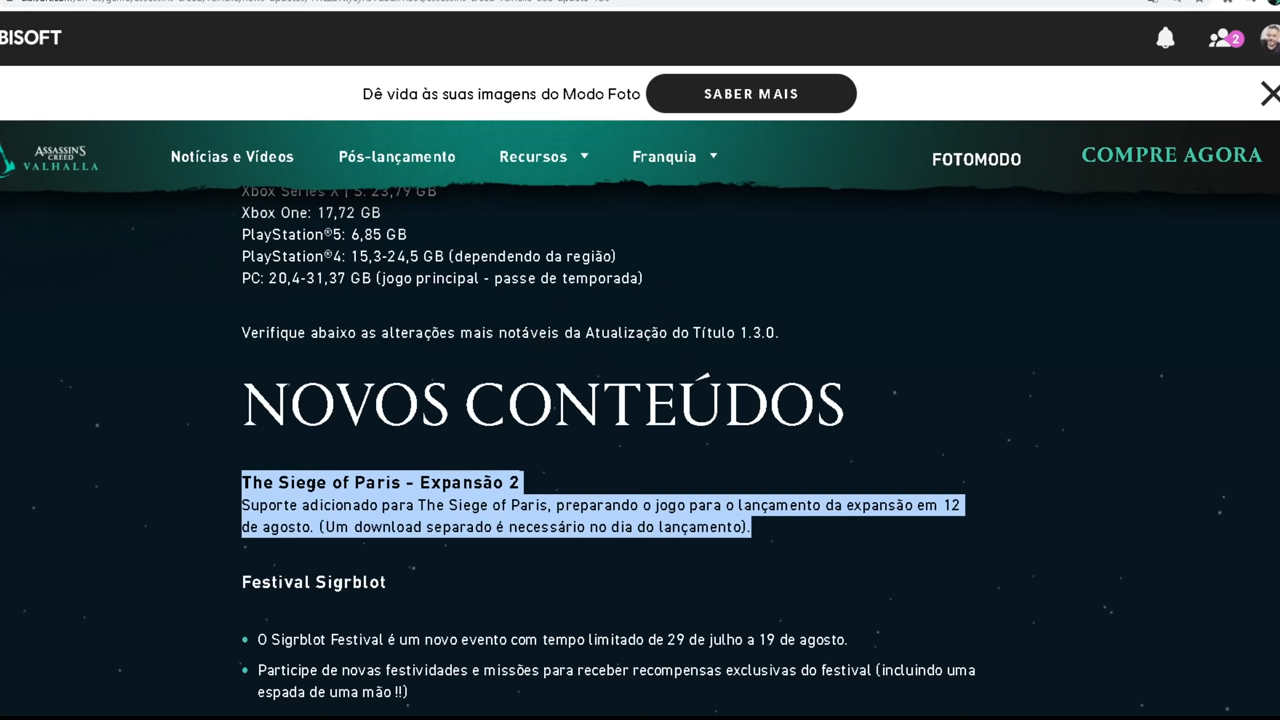 BISOFT
2
Dê vida às suas imagens do Modo Foto
SABER MAIS
ASSASSIN'S
CREED
VALHALLA
Notícias e Vídeos
Pós-lançamento
Recursos
Franquia
FOTOMODO
COMPRE AGORA
Xbox Series X | S: 23,79 GB
Xbox One: 17,72 GB
PlayStation®5: 6,85 GB
PlayStation®4: 15,3-24,5 GB (dependendo da região)
PC: 20,4-31,37 GB (jogo principal - passe de temporada)
Verifique abaixo as alterações mais notáveis da Atualização do Título 1.3.0.
NOVOS CONTEÚDOS
The Siege of Paris - Expansão 2
Suporte adicionado para The Siege of Paris, preparando o jogo para o lançamento da expansão em 12
de agosto. (Um download separado é necessário no dia do lançamento).
Festival Sigrblot
• O Sigrblot Festival é um novo evento com tempo limitado de 29 de julho a 19 de agosto.
• Participe de novas festividades e missões para receber recompensas exclusivas do festival (incluindo uma
espada de uma mão !!)